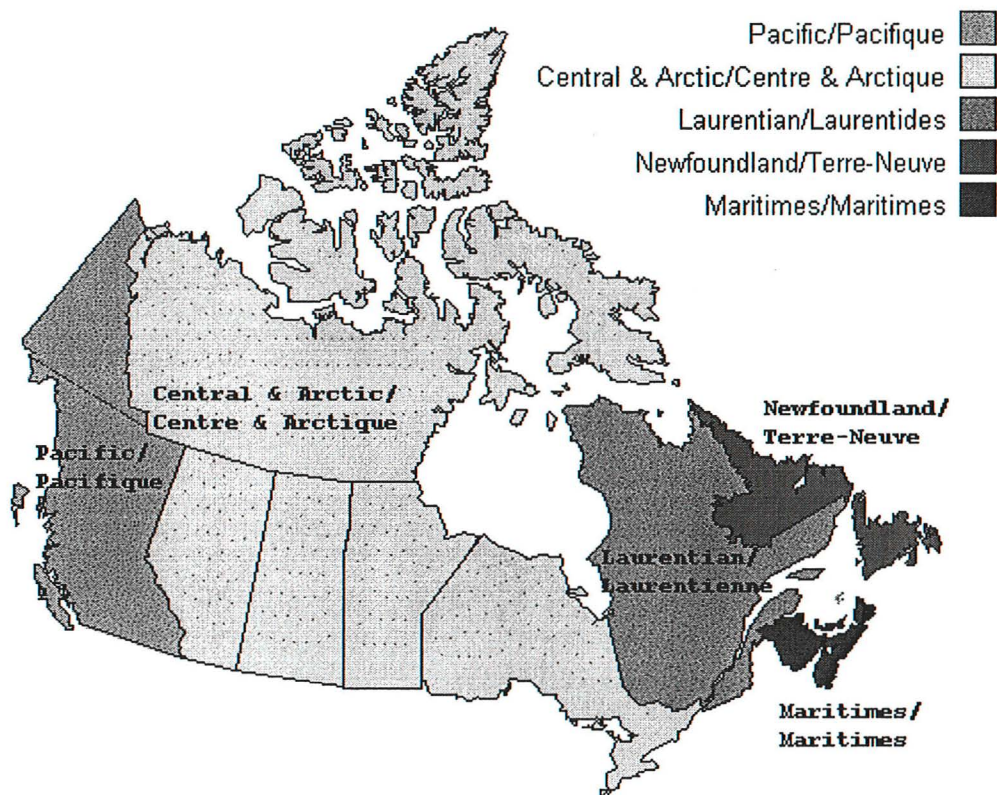 Pacific/Pacifique
Central & Arctic/Centre & Arctique
Laurentian/Laurentides
Newfoundland/Terre-Neuve
Maritimes/Maritimes
Central & Arctic/
Centre & Arctique
Newfoundland/
Terre-Neuve
Pacific/
Pacifique
Laurentian/
Laurentienne
Maritimes/
Maritimes